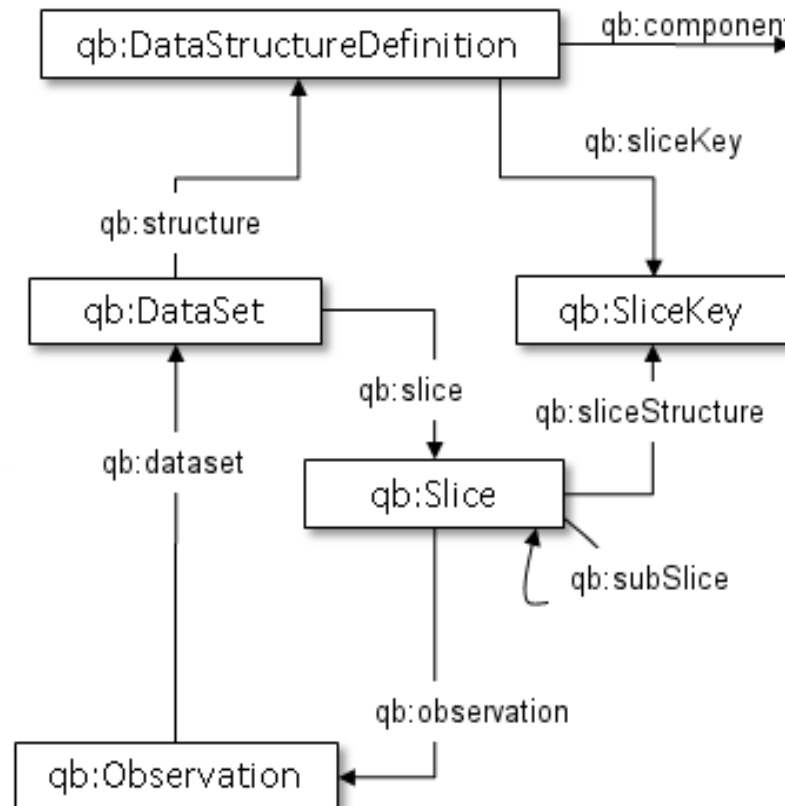 qb:DataStructureDefinition
qb:component
qb:sliceKey
qb:structure
qb:DataSet
qb:SliceKey
qb:slice
qb:sliceStructure
qb:dataset
qb:Slice
qb:subSlice
qb:observation
qb:Observation